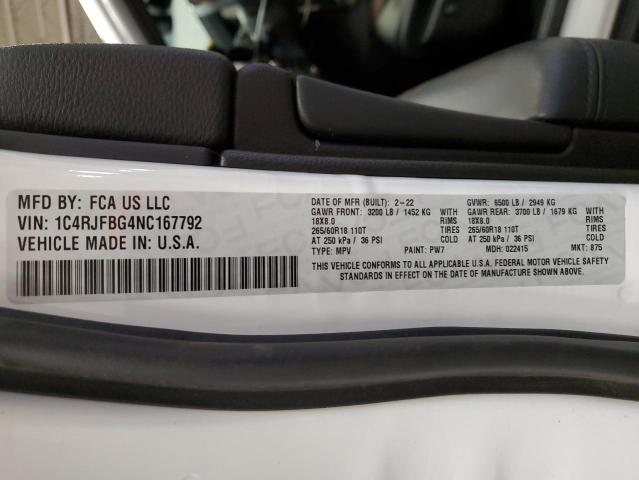 MFD BY: FCA US LLC
VIN: 1C4RJFBG4NC167792
VEHICLE MADE IN: U.S.A.
DATE OF MFR (BUILT): 2-22 GVWR: 6500 LB / 2949 KG
GAWR FRONT: 3200 LB / 1452 KG WITH GAWR REAR: 3700 LB / 1679 KG WITH
18X8.0 RIMS 18X8.0 RIMS
265/60R18 110T TIRES 265/60R18 110T TIRES
AT 250 kPa / 36 PSI COLD AT 250 kPa / 36 PSI COLD
TYPE: MPV PAINT: PW7 MDH: 022415 MKT: 875
THIS VEHICLE CONFORMS TO ALL APPLICABLE U.S.A. FEDERAL MOTOR VEHICLE SAFETY
STANDARDS IN EFFECT ON THE DATE OF MANUFACTURE SHOWN ABOVE.